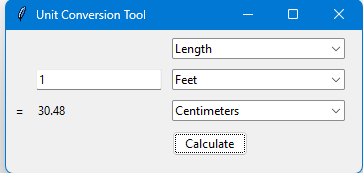 Unit Conversion Tool
Length
1 Feet
= 30.48 Centimeters
Calculate